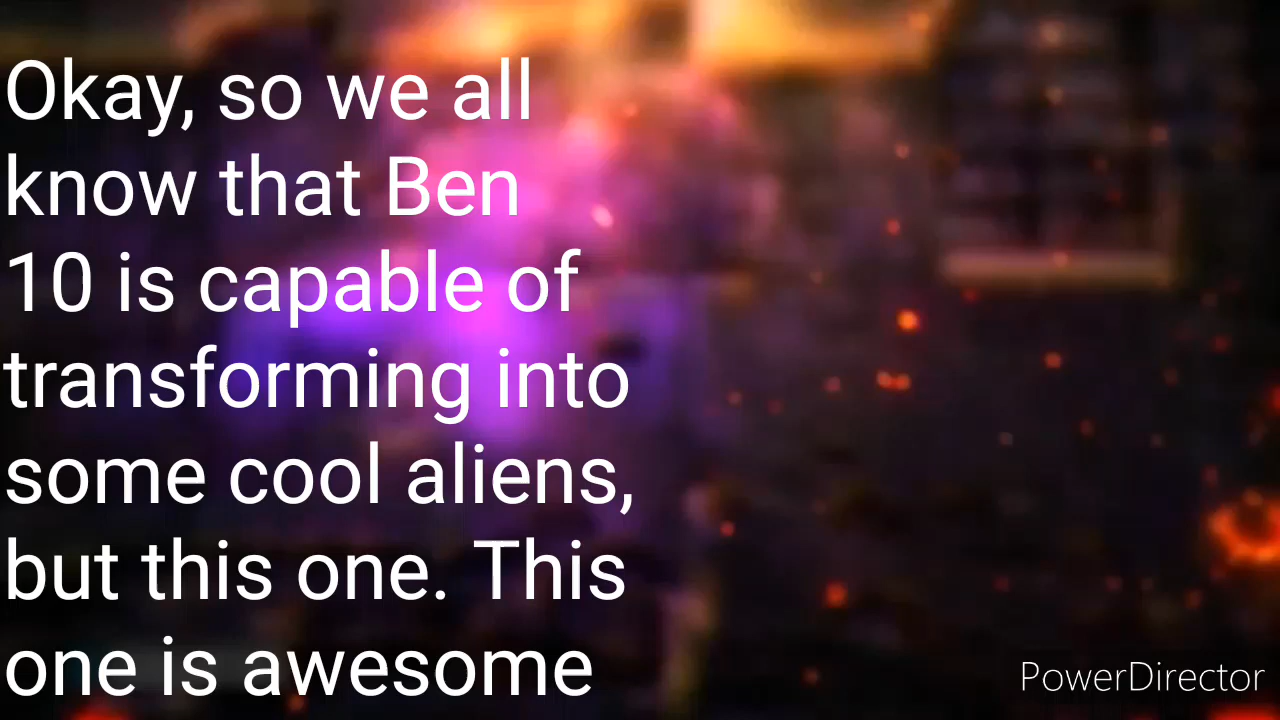 Okay, so we all
know that Ben
10 is capable of
transforming into
some cool aliens,
but this one. This
one is awesome
PowerDirector